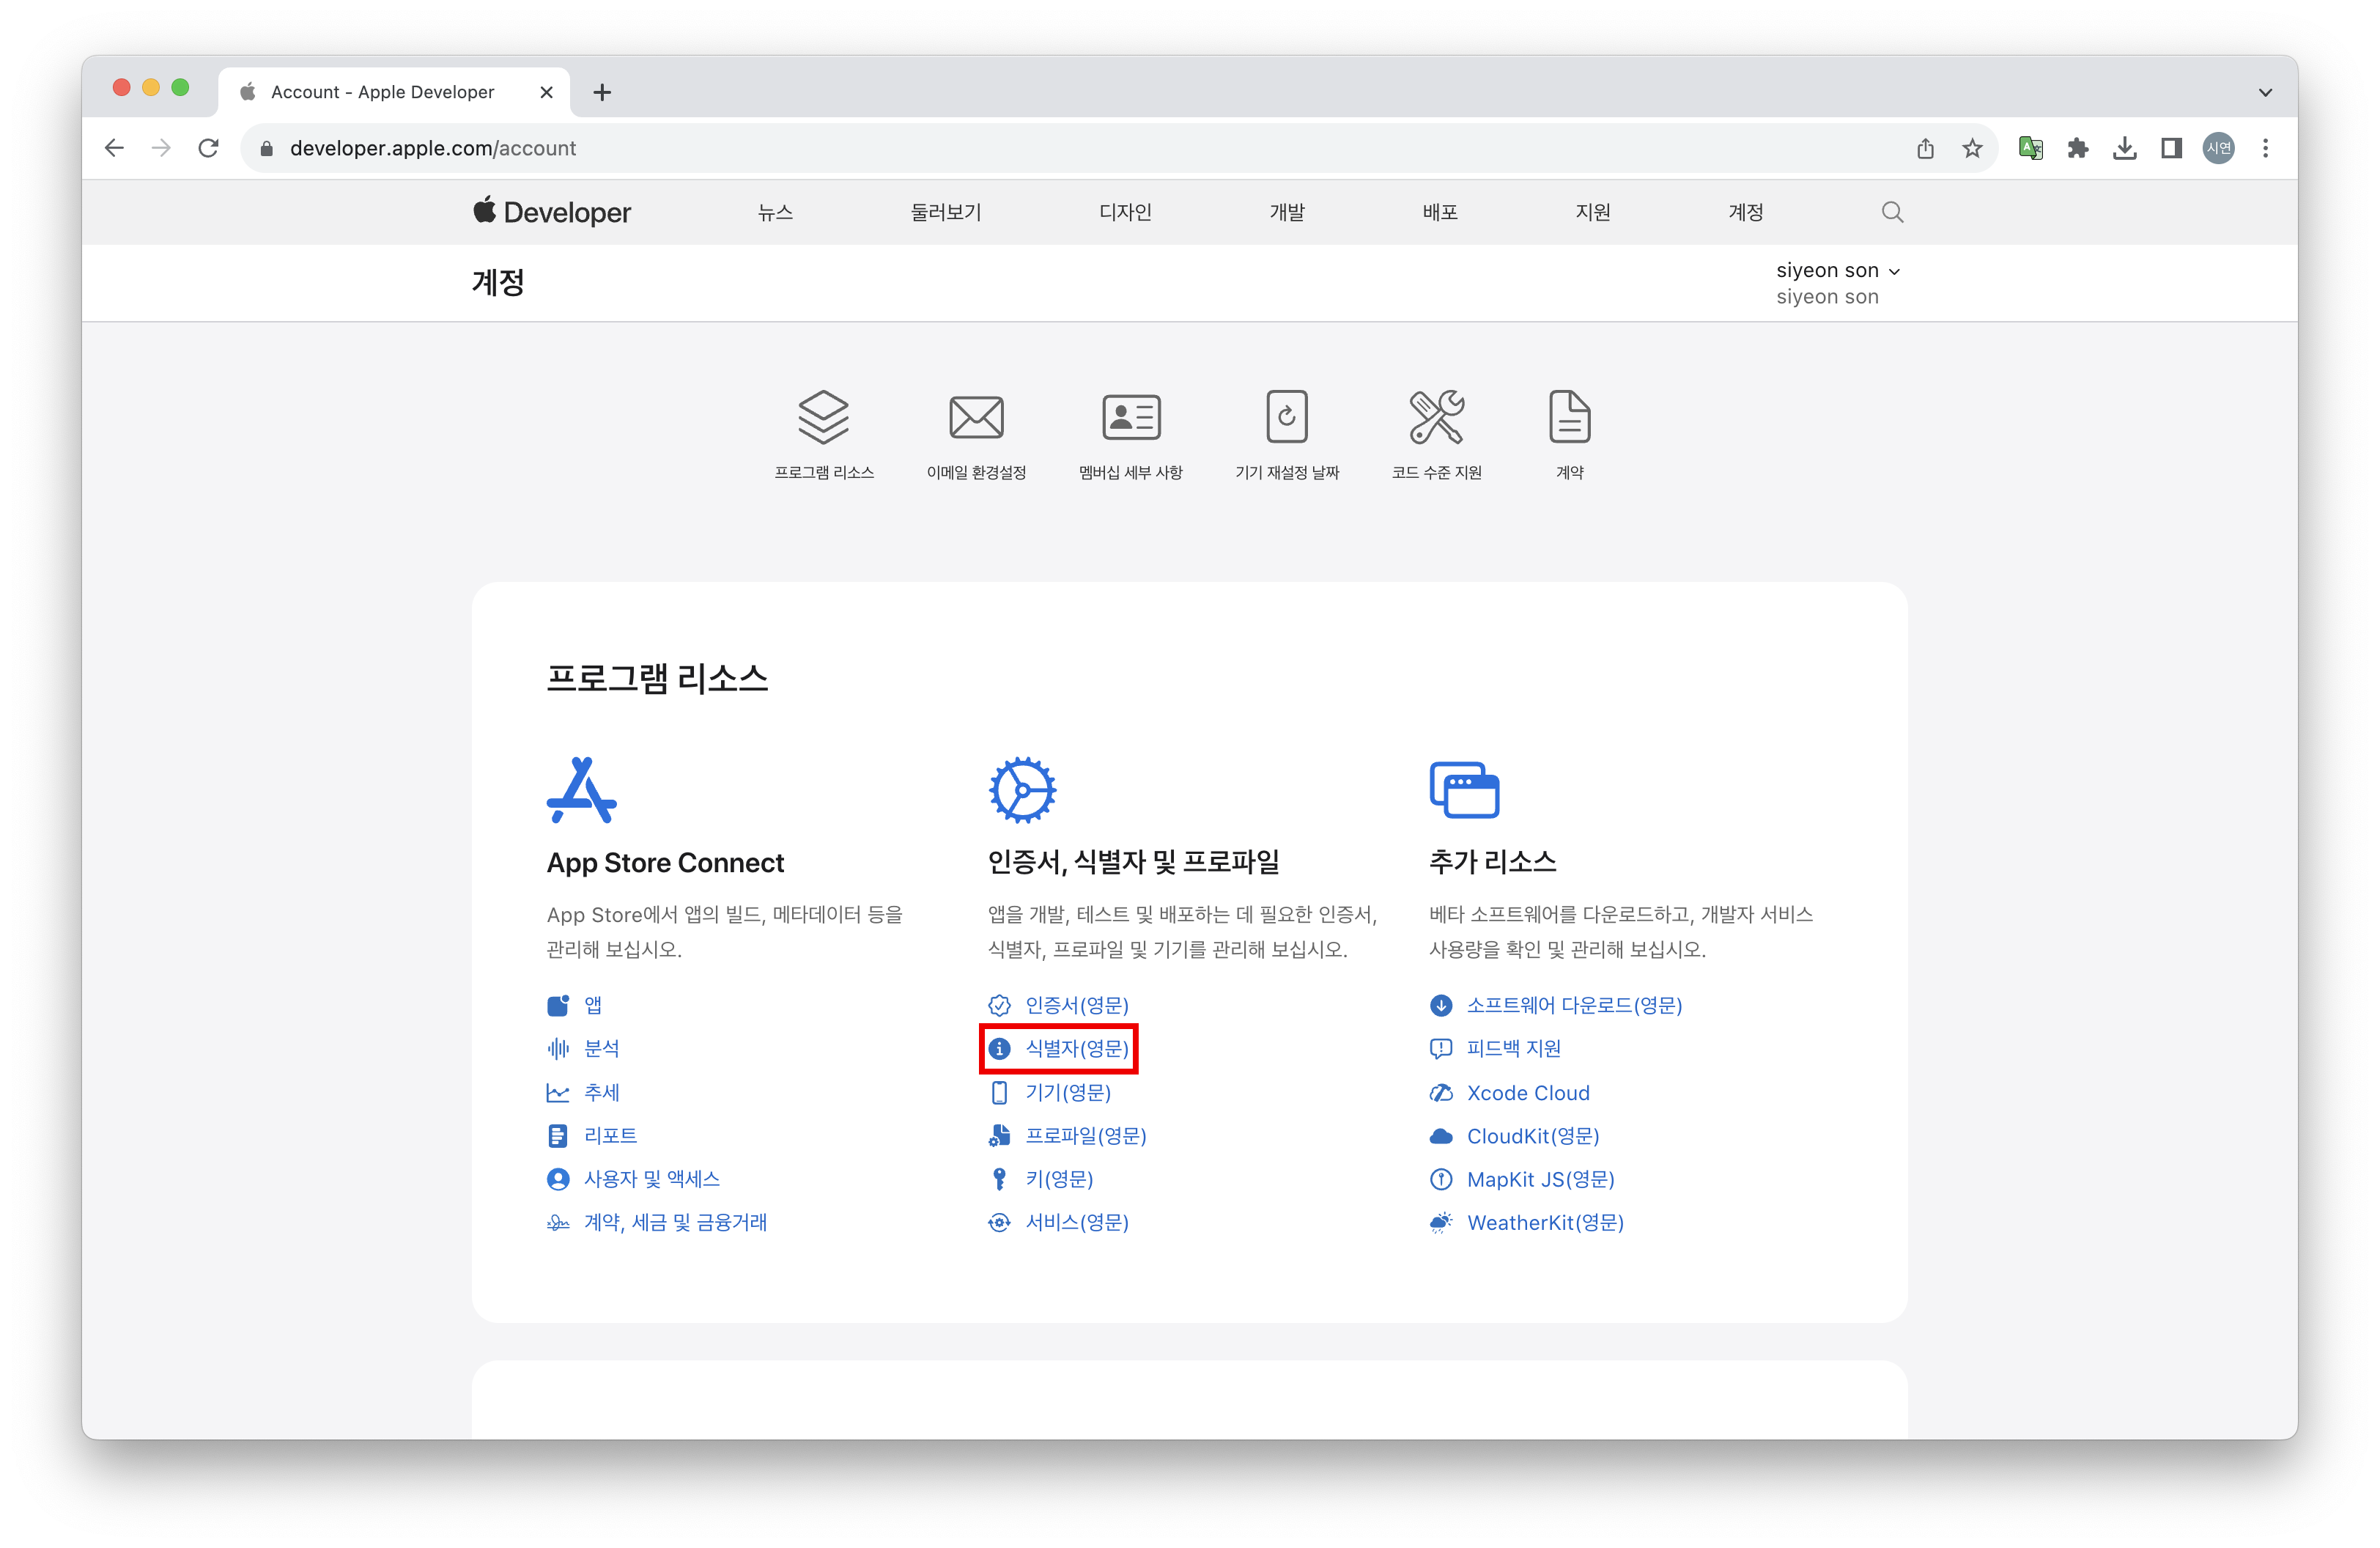 Account - Apple Developer
developer.apple.com/account
시연
Developer
뉴스
둘러보기
디자인
개발
배포
지원
계정
계정
siyeon son
siyeon son
프로그램 리소스
이메일 환경설정
멤버십 세부 사항
기기 재설정 날짜
코드 수준 지원
계약
프로그램 리소스
App Store Connect
App Store에서 앱의 빌드, 메타데이터 등을
관리해 보십시오.
앱
분석
추세
리포트
사용자 및 액세스
계약, 세금 및 금융거래
인증서, 식별자 및 프로파일
앱을 개발, 테스트 및 배포하는 데 필요한 인증서,
식별자, 프로파일 및 기기를 관리해 보십시오.
인증서(영문)
식별자(영문)
기기(영문)
프로파일(영문)
키(영문)
서비스(영문)
추가 리소스
베타 소프트웨어를 다운로드하고, 개발자 서비스
사용량을 확인 및 관리해 보십시오.
소프트웨어 다운로드(영문)
피드백 지원
Xcode Cloud
CloudKit(영문)
MapKit JS(영문)
WeatherKit(영문)